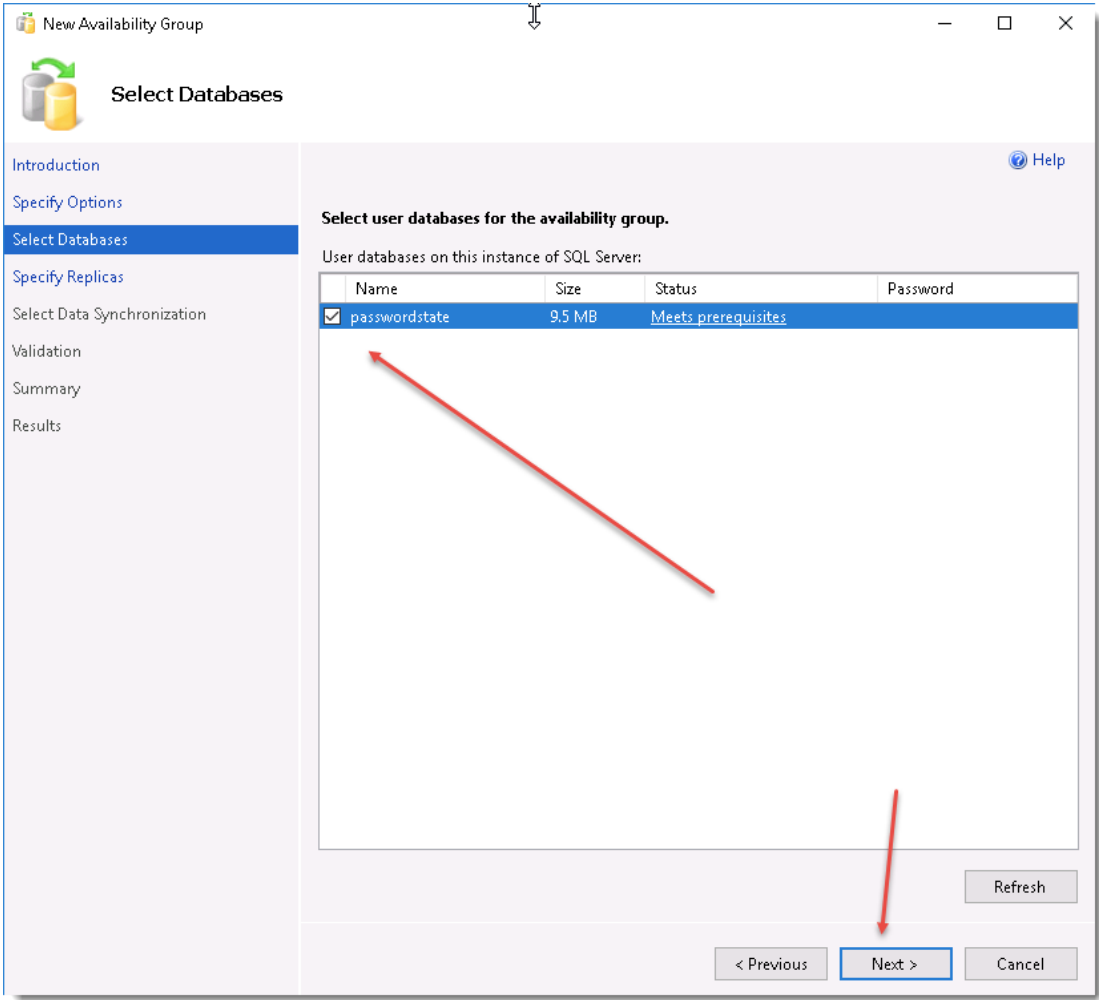 New Availability Group
Select Databases
Introduction
Specify Options
Select Databases
Specify Replicas
Select Data Synchronization
Validation
Summary
Results
Help
Select user databases for the availability group.
User databases on this instance of SQL Server:
Name Size Status Password
passwordstate 9.5 MB Meets prerequisites
Refresh
< Previous Next > Cancel